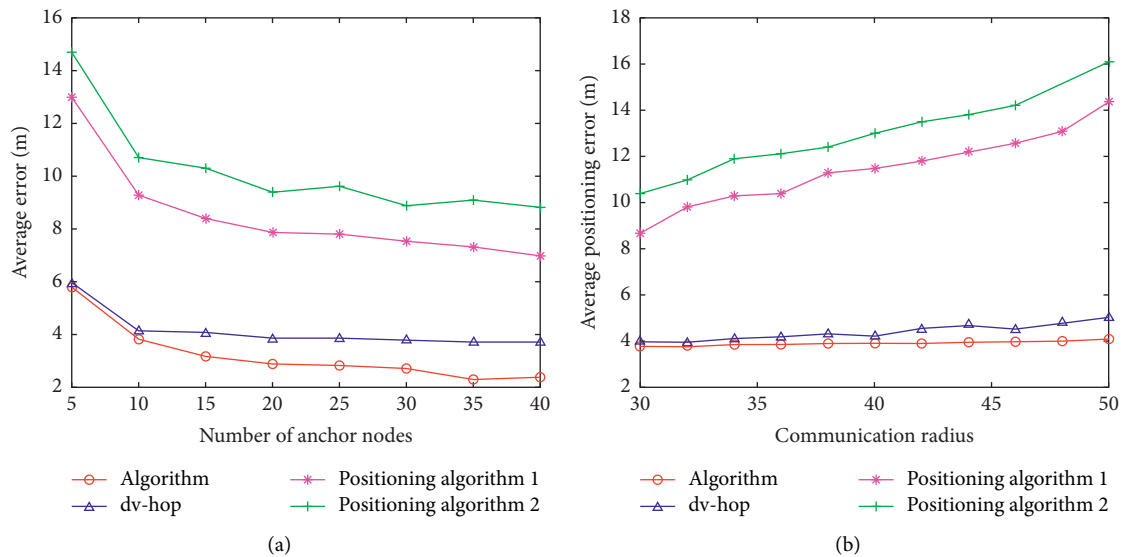 Average error (m)
16
14
12
10
8
6
4
2
5
10
15
20
25
30
35
40
Number of anchor nodes
Algorithm
dv-hop
Positioning algorithm 1
Positioning algorithm 2
(a)
Average positioning error (m)
18
16
14
12
10
8
6
4
2
30
35
40
45
50
Communication radius
Algorithm
dv-hop
Positioning algorithm 1
Positioning algorithm 2
(b)